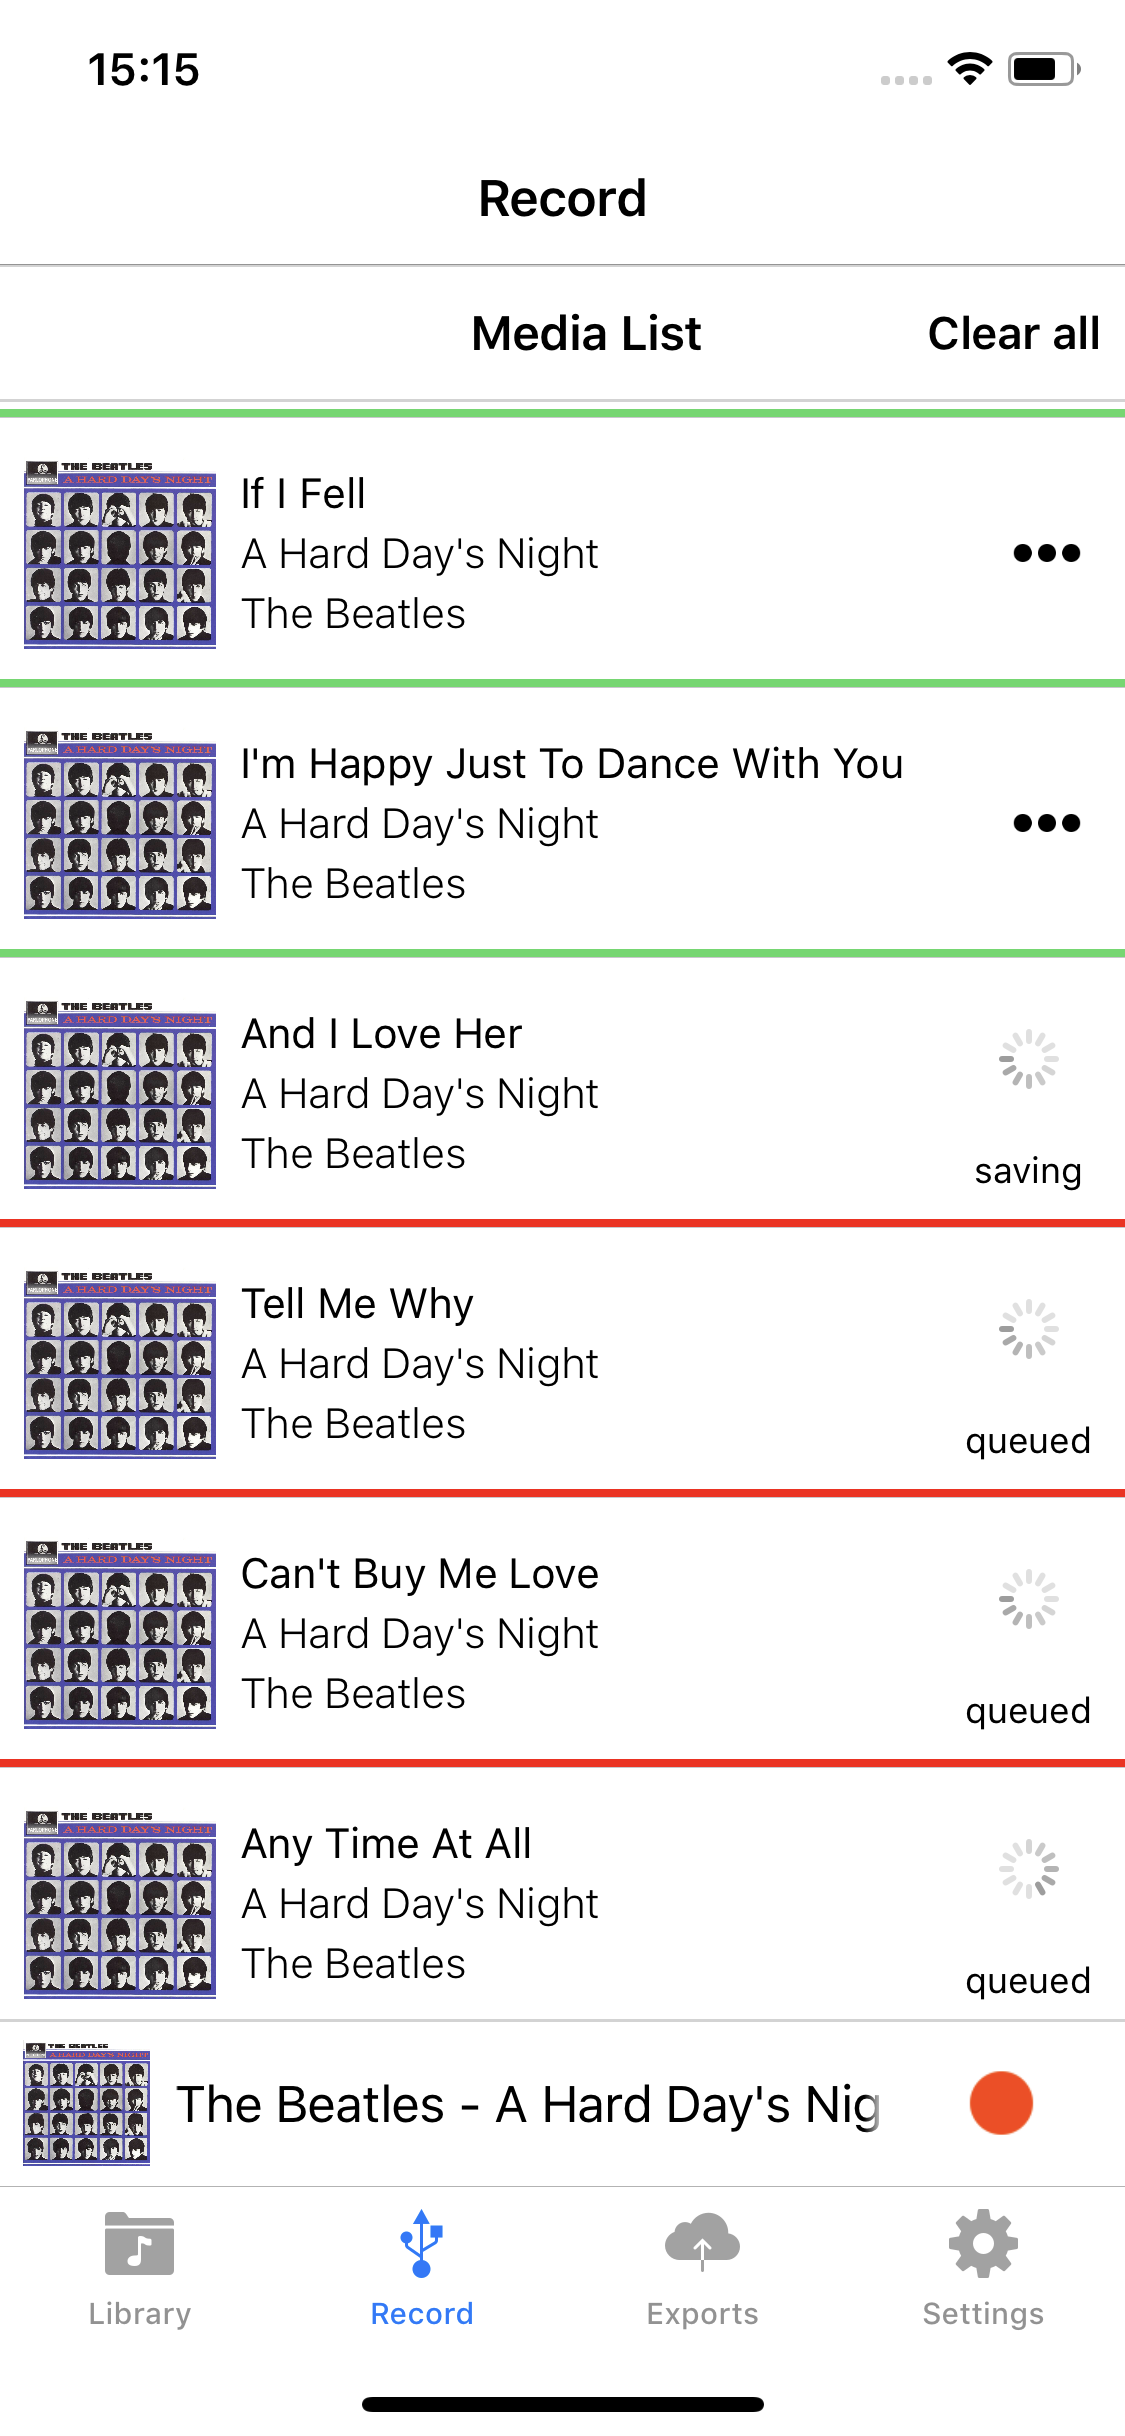 15:15
Record
Media List
Clear all
THE BEATLES
A HARD DAY'S NIGHT
If I Fell
A Hard Day's Night
The Beatles
THE BEATLES
A HARD DAY'S NIGHT
I'm Happy Just To Dance With You
A Hard Day's Night
The Beatles
THE BEATLES
A HARD DAY'S NIGHT
And I Love Her
A Hard Day's Night
The Beatles
saving
THE BEATLES
A HARD DAY'S NIGHT
Tell Me Why
A Hard Day's Night
The Beatles
queued
THE BEATLES
A HARD DAY'S NIGHT
Can't Buy Me Love
A Hard Day's Night
The Beatles
queued
THE BEATLES
A HARD DAY'S NIGHT
Any Time At All
A Hard Day's Night
The Beatles
queued
THE BEATLES
A HARD DAY'S NIGHT
The Beatles - A Hard Day's Nig
Library
Record
Exports
Settings